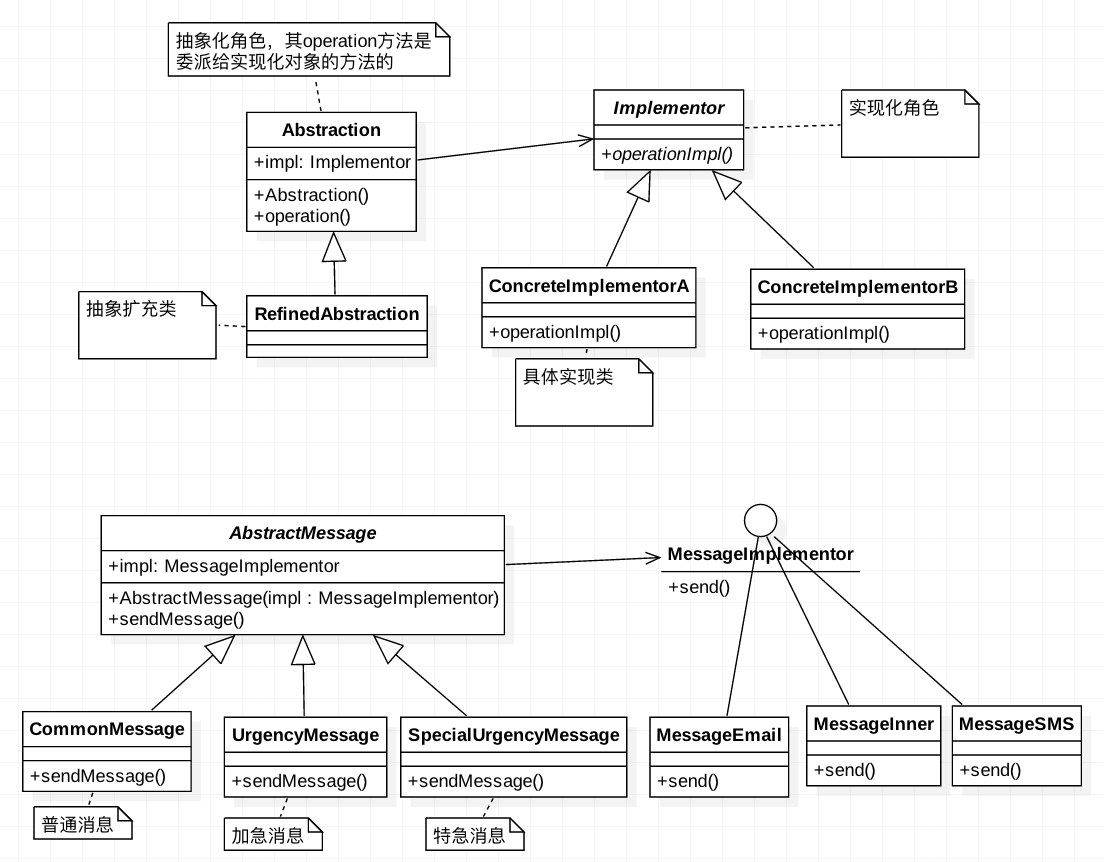 抽象化角色，其operation方法是
委派给实现化对象的方法的
Abstraction
+impl: Implementor
+Abstraction()
+operation()
Implementor
+operationImpl()
实现化角色
抽象扩充类
RefinedAbstraction
ConcreteImplementorA
+operationImpl()
ConcreteImplementorB
+operationImpl()
具体实现类
AbstractMessage
+impl: MessageImplementor
+AbstractMessage(impl : MessageImplementor)
+sendMessage()
MessageImplementor
+send()
CommonMessage
+sendMessage()
普通消息
UrgencyMessage
+sendMessage()
加急消息
SpecialUrgencyMessage
+sendMessage()
特急消息
MessageEmail
+send()
MessageInner
+send()
MessageSMS
+send()